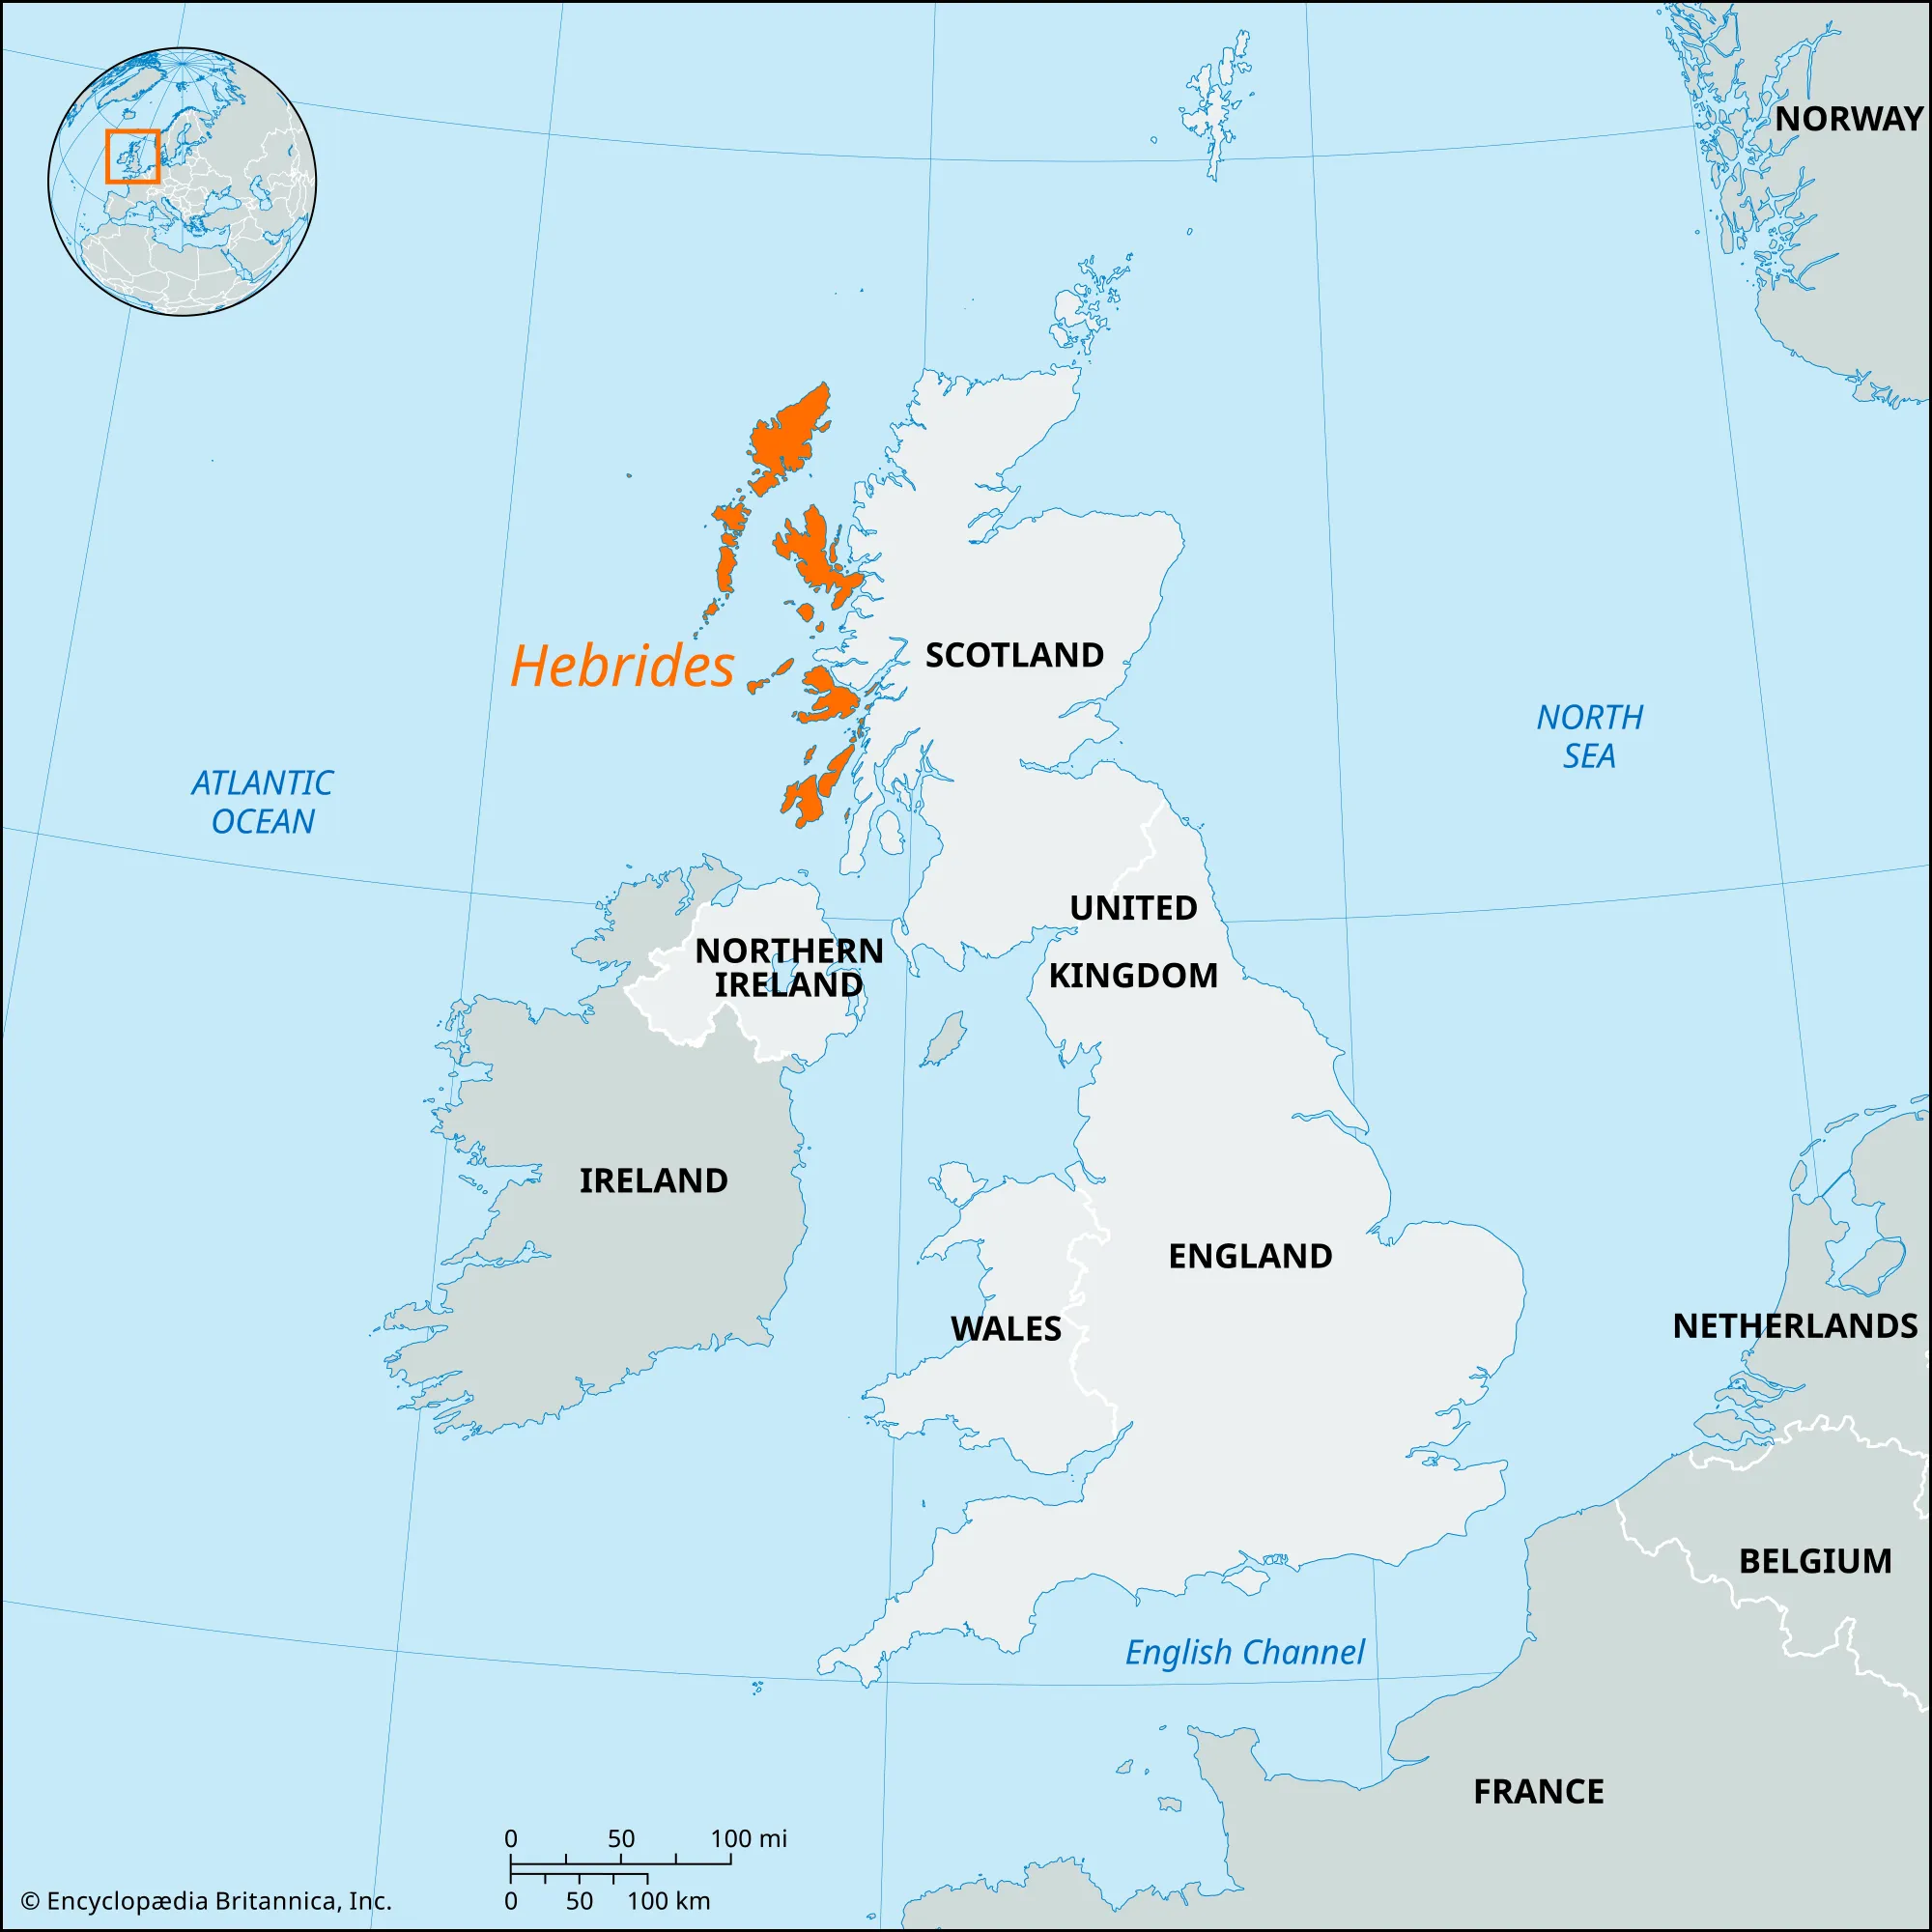 NORWAY
Hebrides
SCOTLAND
NORTH
SEA
ATLANTIC
OCEAN
UNITED
KINGDOM
NORTHERN
IRELAND
IRELAND
ENGLAND
WALES
NETHERLANDS
BELGIUM
English Channel
FRANCE
0 50 100 mi
0 50 100 km
© Encyclopædia Britannica, Inc.